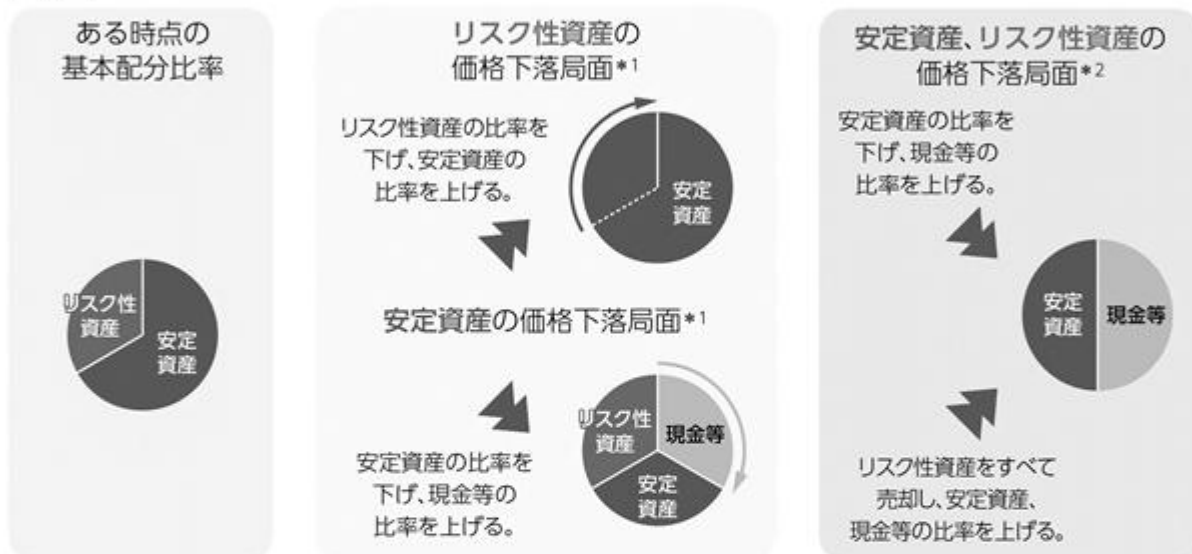 ある時点の
基本配分比率
リスク性
資産
安定
資産
リスク性資産の
価格下落局面*1
リスク性資産の比率を
下げ、安定資産の
比率を上げる。
安定
資産
安定資産の価格下落局面*1
安定資産の比率を
下げ、現金等の
比率を上げる。
リスク性
資産
現金等
安定
資産
安定資産、リスク性資産の
価格下落局面*2
安定資産の比率を
下げ、現金等の
比率を上げる。
安定
資産
現金等
リスク性資産をすべて
売却し、安定資産、
現金等の比率を上げる。